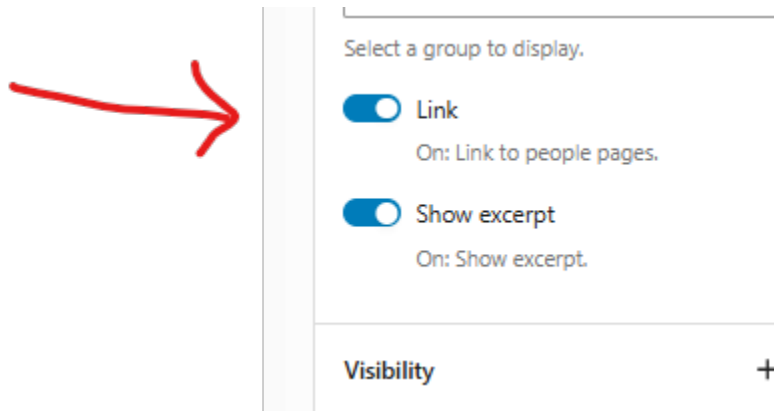 Select a group to display.
Link
On: Link to people pages.
Show excerpt
On: Show excerpt.
Visibility +